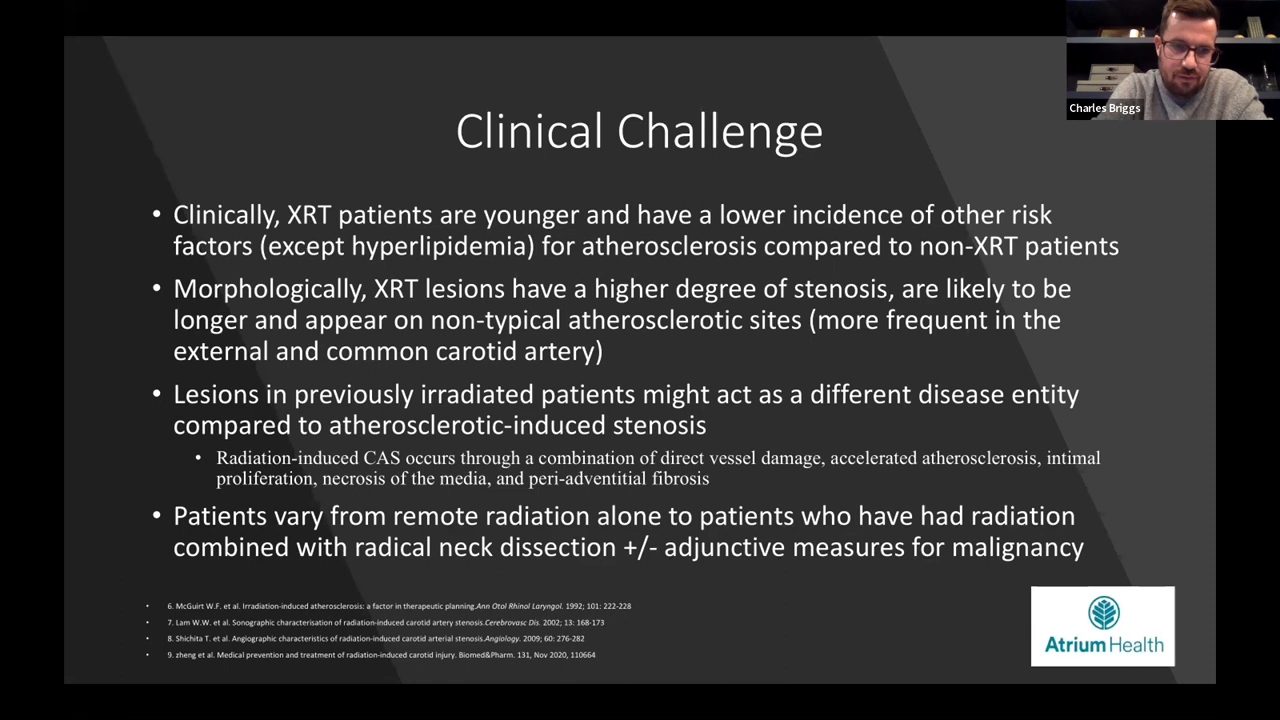 Charles Briggs
Clinical Challenge
• Clinically, XRT patients are younger and have a lower incidence of other risk
factors (except hyperlipidemia) for atherosclerosis compared to non-XRT patients
• Morphologically, XRT lesions have a higher degree of stenosis, are likely to be
longer and appear on non-typical atherosclerotic sites (more frequent in the
external and common carotid artery)
• Lesions in previously irradiated patients might act as a different disease entity
compared to atherosclerotic-induced stenosis
• Radiation-induced CAS occurs through a combination of direct vessel damage, accelerated atherosclerosis, intimal
proliferation, necrosis of the media, and peri-adventitial fibrosis
• Patients vary from remote radiation alone to patients who have had radiation
combined with radical neck dissection +/- adjunctive measures for malignancy
• 6. McGuirt W.F. et al. Irradiation-induced atherosclerosis: a factor in therapeutic planning.Ann Otol Rhinol Laryngol. 1992; 101: 222-228
• 7. Lam W.W. et al. Sonographic characterisation of radiation-induced carotid artery stenosis.Cerebrovasc Dis. 2002; 13: 168-173
• 8. Shichita T. et al. Angiographic characteristics of radiation-induced carotid arterial stenosis.Angiology. 2009; 60: 276-282
• 9. zheng et al. Medical prevention and treatment of radiation-induced carotid injury. Biomed&Pharm. 131, Nov 2020, 110664
Atrium Health